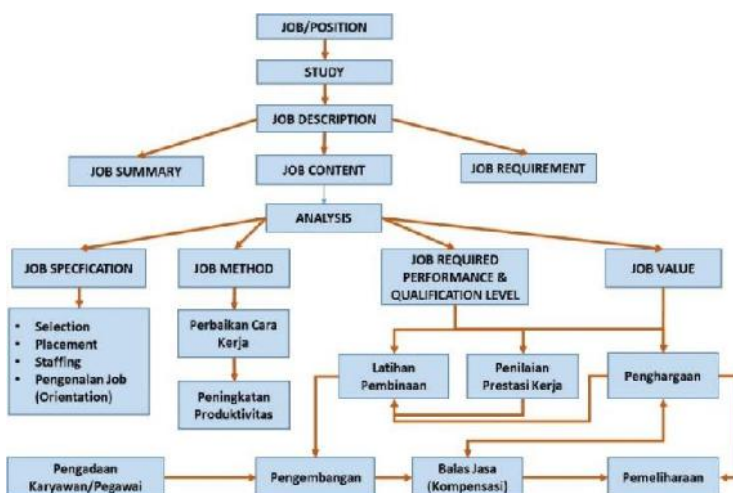 JOB/POSITION
STUDY
JOB DESCRIPTION
JOB SUMMARY
JOB CONTENT
JOB REQUIREMENT
ANALYSIS
JOB SPECFICATION
JOB METHOD
JOB REQUIRED
PERFORMANCE &
QUALIFICATION LEVEL
JOB VALUE
• Selection
• Placement
• Staffing
• Pengenalan Job
(Orientation)
Perbaikan Cara
Kerja
Peningkatan
Produktivitas
Latihan
Pembinaan
Penilaian
Prestasi Kerja
Penghargaan
Pengadaan
Karyawan/Pegawai
Pengembangan
Balas Jasa
(Kompensasi)
Pemeliharaan